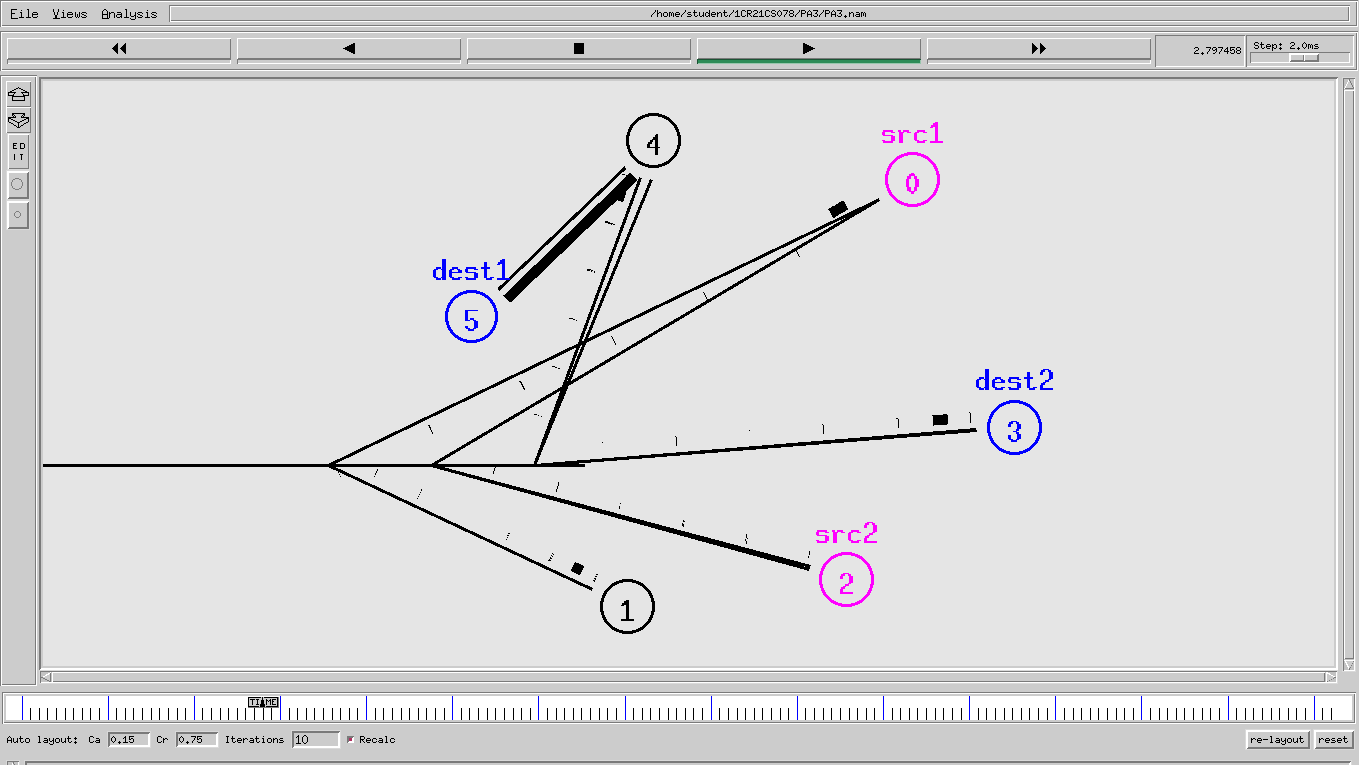 File Views Analysis /home/student/1CR21CS078/PA3/PA3.nam
2.797458 Step: 2.0ms
ED
IT
4
src1
0
dest1
5
dest2
3
src2
2
1
TIME
Auto layout: Ca 0.15 Cr 0.75 Iterations 10 Recalc re-layout reset